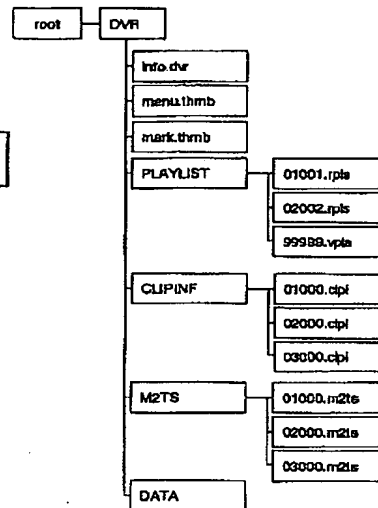 root
DVR
info.dvr
menu.thmb
mark.thmb
PLAYLIST
01001.rpls
02002.rpls
99999.vpls
CLIPINF
01000.clpi
02000.clpi
03000.clpi
M2TS
01000.m2ts
02000.m2ts
03000.m2ts
DATA